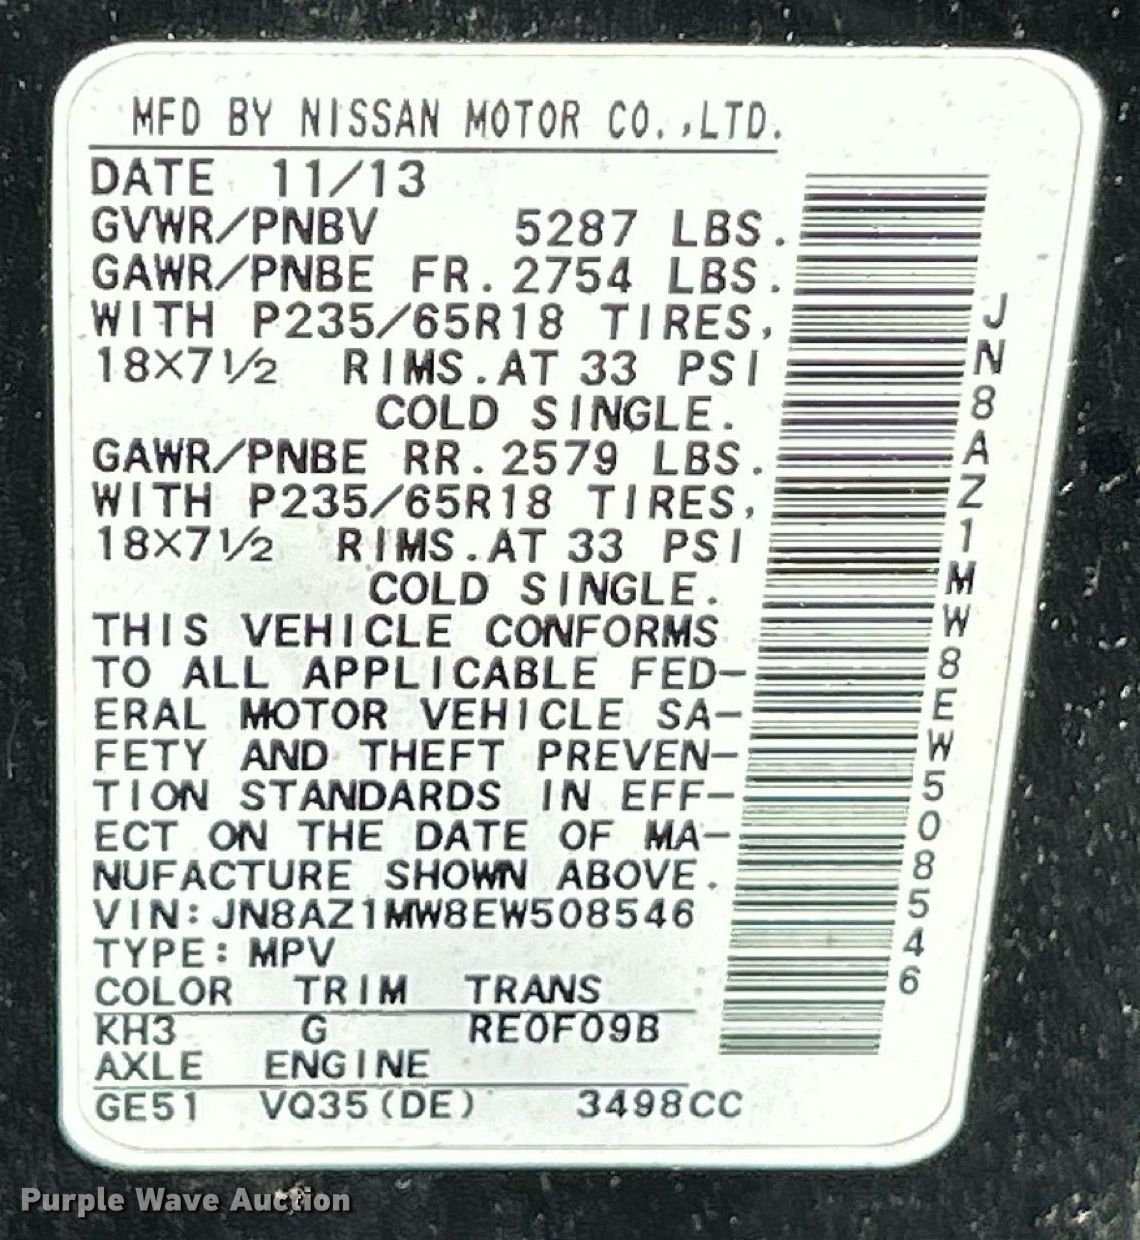 MFD BY NISSAN MOTOR CO.,LTD.
DATE 11/13
GVWR/PNBV 5287 LBS.
GAWR/PNBE FR. 2754 LBS.
WITH P235/65R18 TIRES,
18×7½ RIMS.AT 33 PSI
COLD SINGLE.
GAWR/PNBE RR. 2579 LBS.
WITH P235/65R18 TIRES,
18×7½ RIMS.AT 33 PSI
COLD SINGLE.
THIS VEHICLE CONFORMS
TO ALL APPLICABLE FED-
ERAL MOTOR VEHICLE SA-
FETY AND THEFT PREVEN-
TION STANDARDS IN EFF-
ECT ON THE DATE OF MA-
NUFACTURE SHOWN ABOVE.
VIN:JN8AZ1MW8EW508546
TYPE:MPV
COLOR TRIM TRANS
KH3 G RE0F09B
AXLE ENGINE
GE51 VQ35(DE) 3498CC
JN8AZ1MW8EW508546
Purple Wave Auction